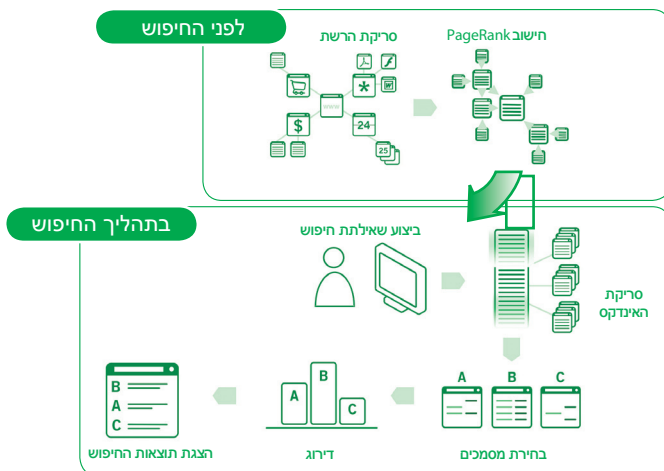 לפני החיפוש
סריקת הרשת
חישוב PageRank
www
*
$
24
25
בתהליך החיפוש
ביצוע שאילתת חיפוש
סריקת
האינדקס
A B C
B
A
C
A B C
הצגת תוצאות החיפוש
דירוג
בחירת מסמכים